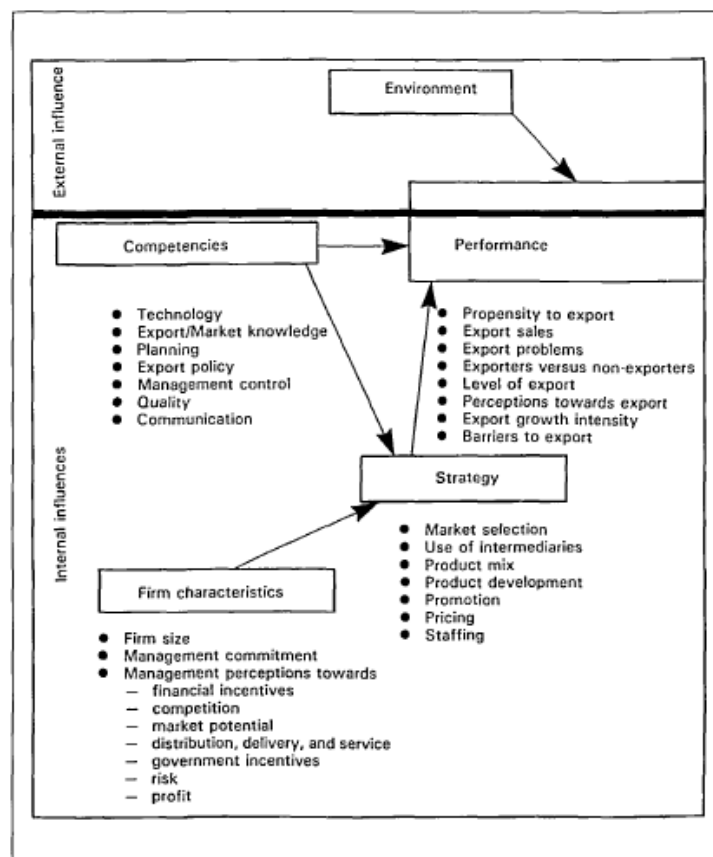 External influence
Environment
Competencies
Performance
● Technology
● Export/Market knowledge
● Planning
● Export policy
● Management control
● Quality
● Communication
● Propensity to export
● Export sales
● Export problems
● Exporters versus non-exporters
● Level of export
● Perceptions towards export
● Export growth intensity
● Barriers to export
Internal influences
Strategy
● Market selection
● Use of intermediaries
● Product mix
● Product development
● Promotion
● Pricing
● Staffing
Firm characteristics
● Firm size
● Management commitment
● Management perceptions towards
— financial incentives
— competition
— market potential
— distribution, delivery, and service
— government incentives
— risk
— profit